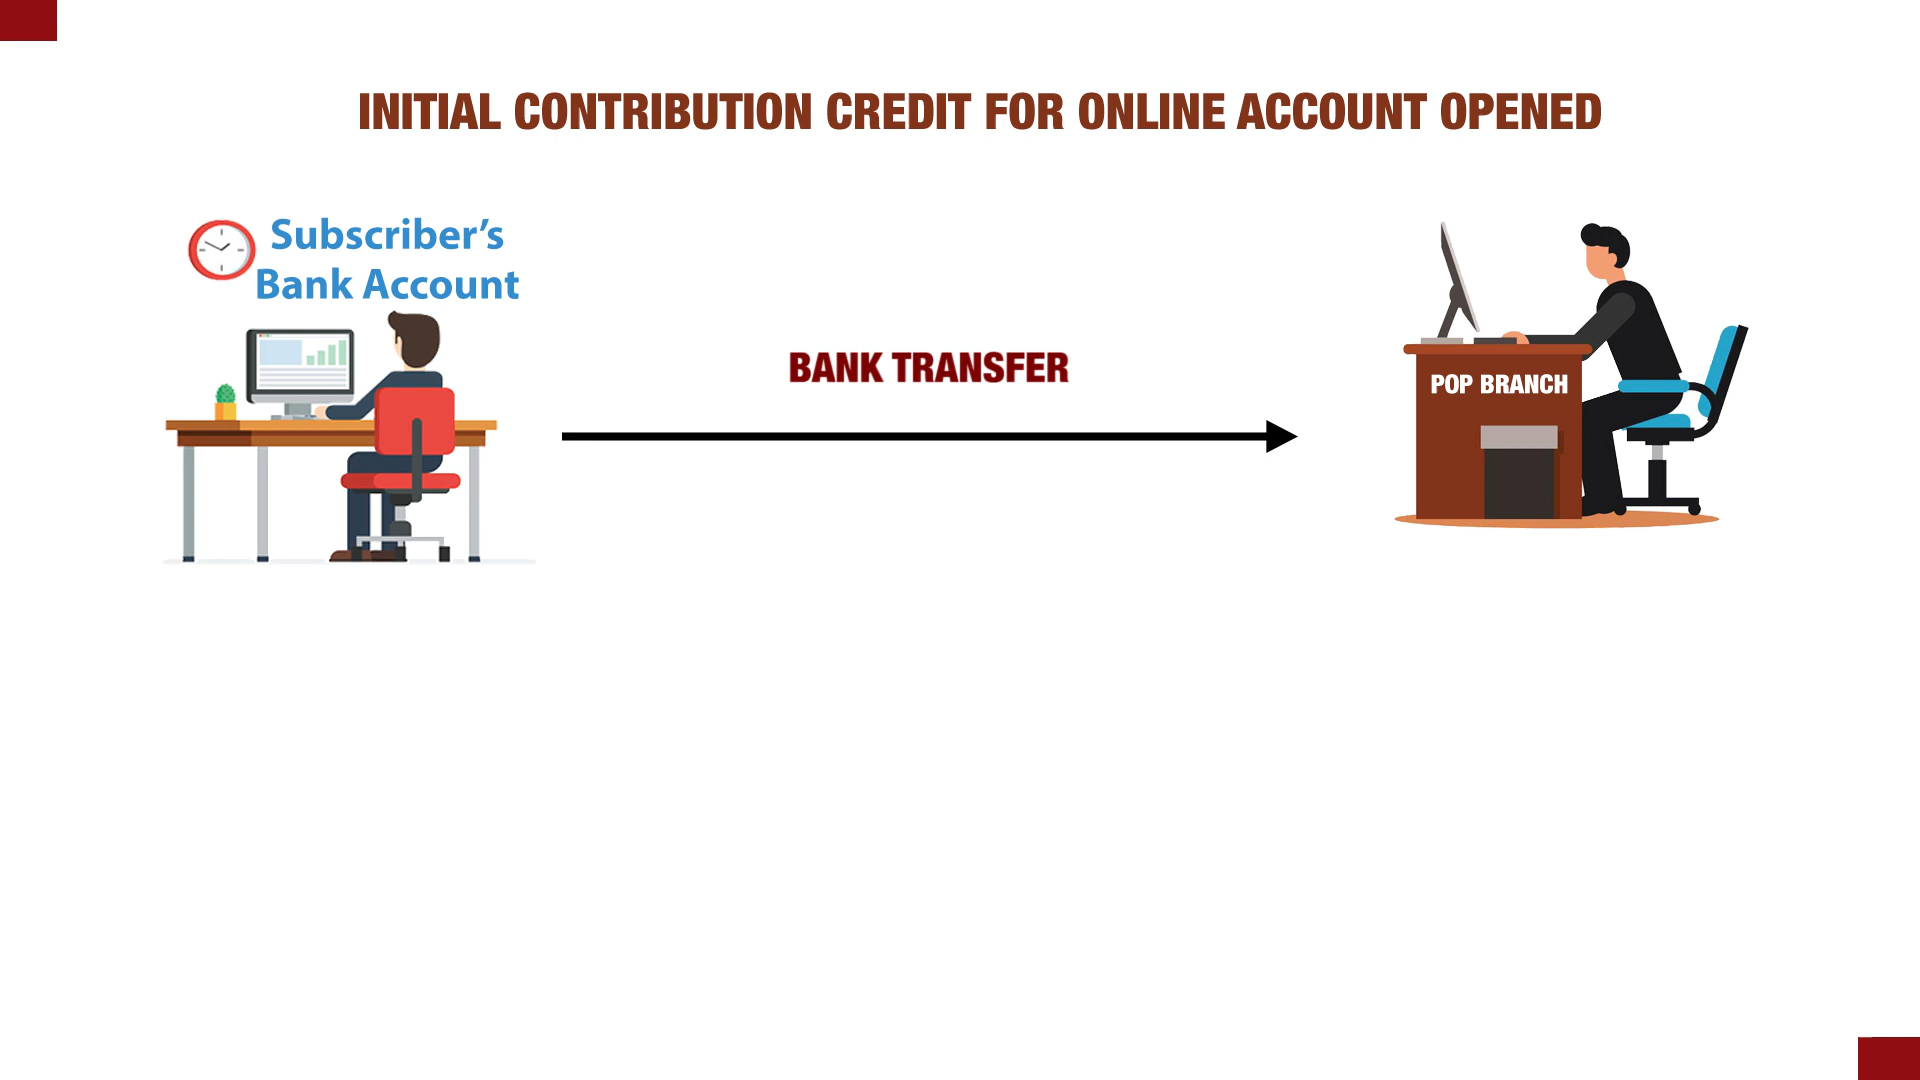 INITIAL CONTRIBUTION CREDIT FOR ONLINE ACCOUNT OPENED
Subscriber’s
Bank Account
BANK TRANSFER
POP BRANCH